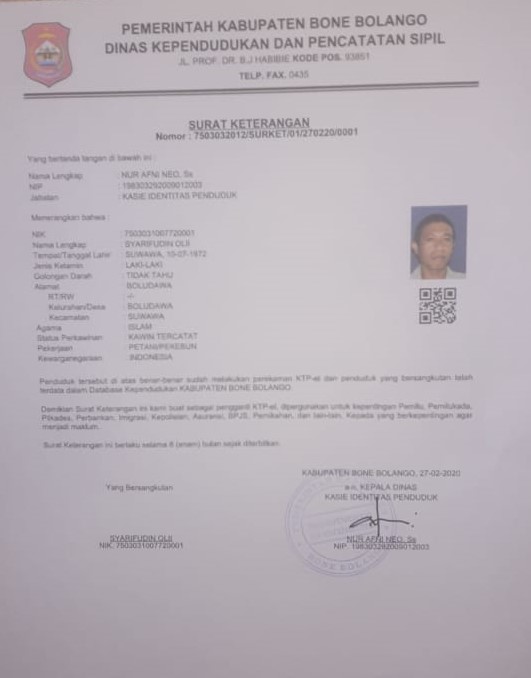 PEMERINTAH KABUPATEN BONE BOLANGO
DINAS KEPENDUDUKAN DAN PENCATATAN SIPIL
JL. PROF. DR. B.J HABIBIE KODE POS. 93851
TELP. FAX. 0435
SURAT KETERANGAN
Nomor : 7503032012/SURKET/01/270220/0001
Yang bertanda tangan di bawah ini :
Nama Lengkap : NUR AFNI NEO, Se
NIP : 198303292009012003
Jabatan : KASIE IDENTITAS PENDUDUK
Menerangkan bahwa :
NIK : 7503031007720001
Nama Lengkap : SYARIFUDIN OLII
Tempat/Tanggal Lahir : SUWAWA, 10-07-1972
Jenis Kelamin : LAKI-LAKI
Golongan Darah : TIDAK TAHU
Alamat : BOLUDAWA
RT/RW : -/-
Kelurahan/Desa : BOLUDAWA
Kecamatan : SUWAWA
Agama : ISLAM
Status Perkawinan : KAWIN TERCATAT
Pekerjaan : PETANI/PEKEBUN
Kewarganegaraan : INDONESIA
Penduduk tersebut di atas benar-benar sudah melakukan perekaman KTP-el dan penduduk yang bersangkutan telah
terdata dalam Database Kependudukan KABUPATEN BONE BOLANGO.
Demikian Surat Keterangan ini kami buat sebagai pengganti KTP-el, dipergunakan untuk kepentingan Pemilu, Pemilukada,
Pilkades, Perbankan, Imigrasi, Kepolisian, Asuransi, BPJS, Pernikahan, dan lain-lain. Kepada yang berkepentingan agar
menjadi maklum.
Surat Keterangan ini berlaku selama 6 (enam) bulan sejak diterbitkan.
KABUPATEN BONE BOLANGO, 27-02-2020
Yang Bersangkutan
a.n. KEPALA DINAS
KASIE IDENTITAS PENDUDUK
SYARIFUDIN OLII
NIK. 7503031007720001
NUR AFNI NEO, Se
NIP. 198303292009012003
BONE BOLANGO